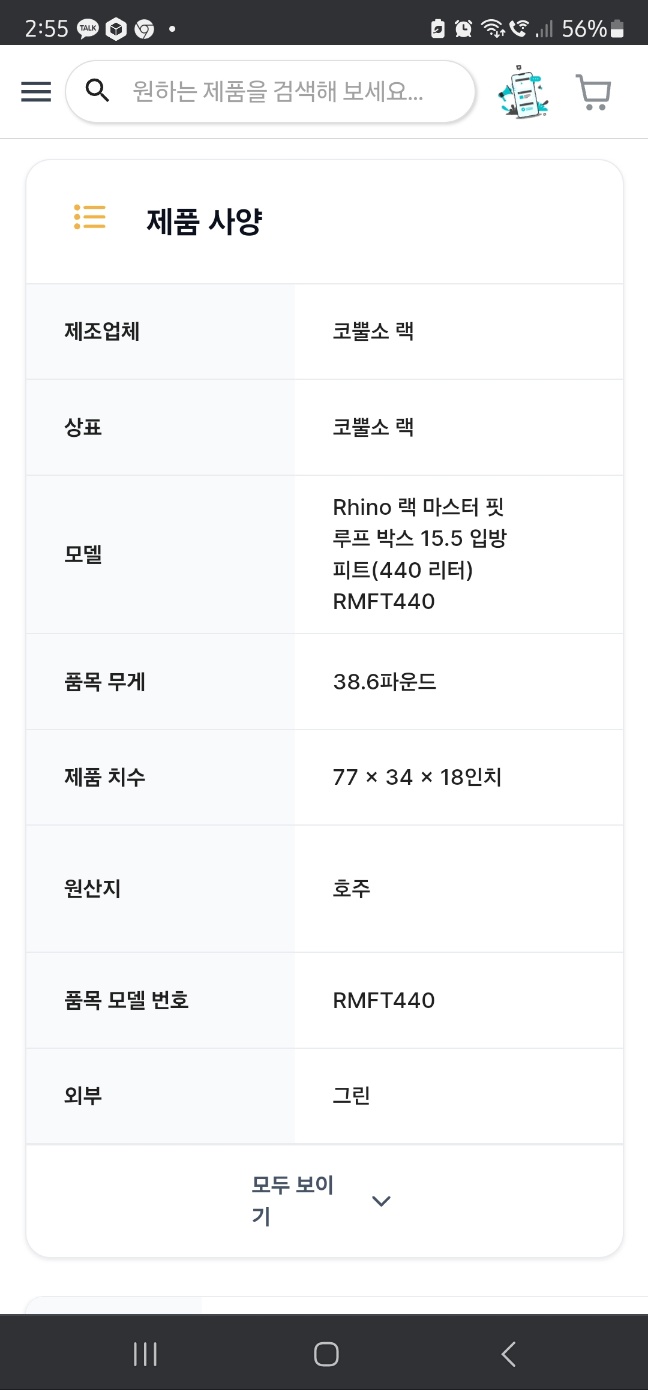 2:55
TALK
56%
원하는 제품을 검색해 보세요...
제품 사양
제조업체
코뿔소 랙
상표
코뿔소 랙
모델
Rhino 랙 마스터 핏
루프 박스 15.5 입방
피트(440 리터)
RMFT440
품목 무게
38.6파운드
제품 치수
77 × 34 × 18인치
원산지
호주
품목 모델 번호
RMFT440
외부
그린
모두 보이
기